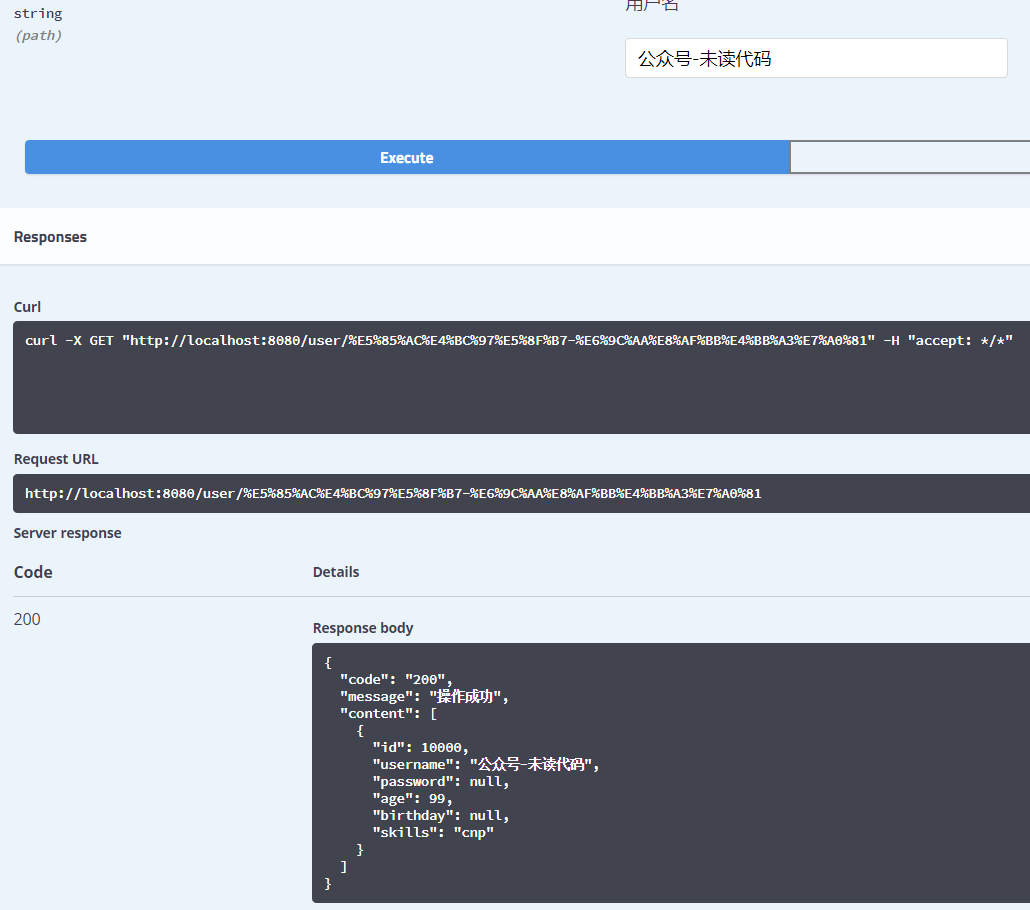 string
用户名
(path)
公众号-未读代码
Execute
Responses
Curl
curl -X GET "http://localhost:8080/user/%E5%85%AC%E4%BC%97%E5%8F%B7-%E6%9C%AA%E8%AF%BB%E4%BB%A3%E7%A0%81" -H "accept: */*"
Request URL
http://localhost:8080/user/%E5%85%AC%E4%BC%97%E5%8F%B7-%E6%9C%AA%E8%AF%BB%E4%BB%A3%E7%A0%81
Server response
Code Details
200
Response body
{
"code": "200",
"message": "操作成功",
"content": [
{
"id": 10000,
"username": "公众号-未读代码",
"password": null,
"age": 99,
"birthday": null,
"skills": "cnp"
}
]
}